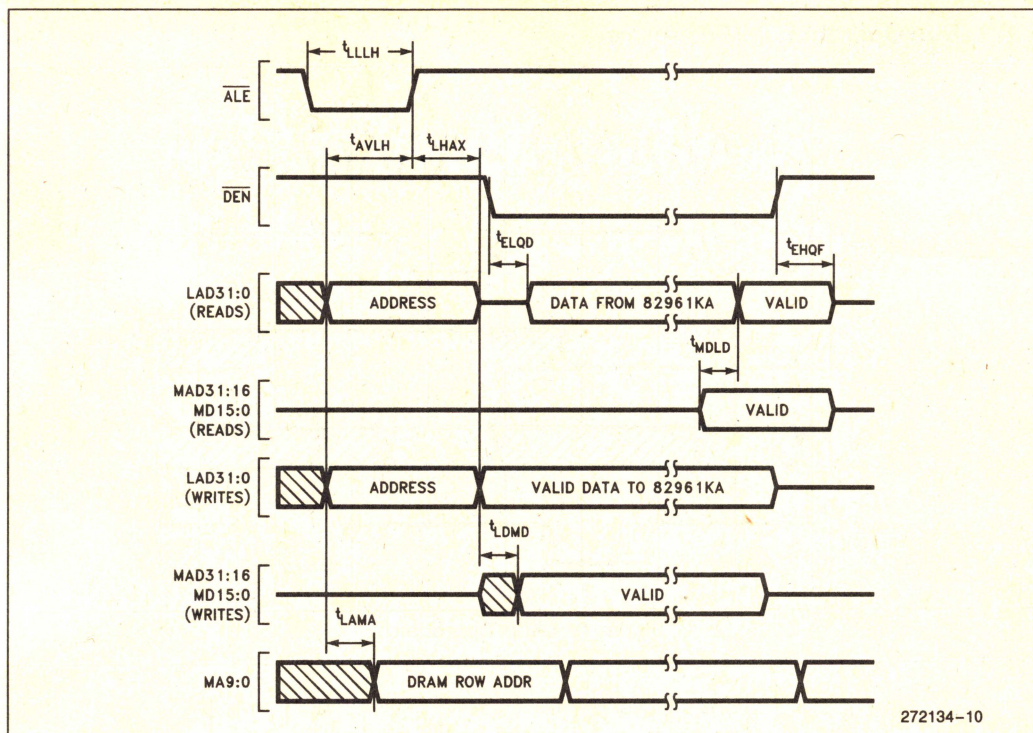 tLLLH
ALE
tAVLH tLHAX
DEN
tELQD tEHQF
LAD31:0
(READS)
ADDRESS DATA FROM 82961KA VALID
tMDLD
MAD31:16
MD15:0
(READS)
VALID
LAD31:0
(WRITES)
ADDRESS VALID DATA TO 82961KA
tLDMD
MAD31:16
MD15:0
(WRITES)
VALID
tLAMA
MA9:0 DRAM ROW ADDR
272134-10